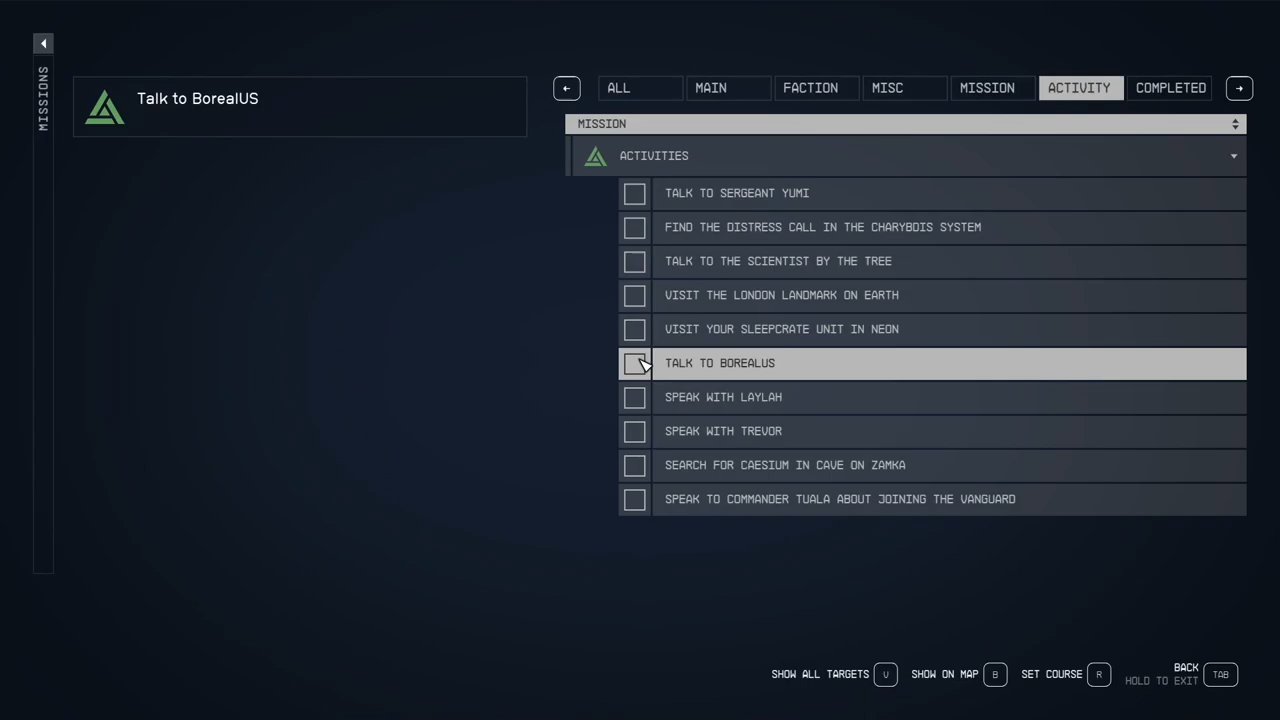 MISSIONS
Talk to BorealUS
ALL
MAIN
FACTION
MISC
MISSION
ACTIVITY
COMPLETED
MISSION
ACTIVITIES
TALK TO SERGEANT YUMI
FIND THE DISTRESS CALL IN THE CHARYBDIS SYSTEM
TALK TO THE SCIENTIST BY THE TREE
VISIT THE LONDON LANDMARK ON EARTH
VISIT YOUR SLEEPCRATE UNIT IN NEON
TALK TO BOREALUS
SPEAK WITH LAYLAH
SPEAK WITH TREVOR
SEARCH FOR CAESIUM IN CAVE ON ZAMKA
SPEAK TO COMMANDER TUALA ABOUT JOINING THE VANGUARD
SHOW ALL TARGETS V
SHOW ON MAP B
SET COURSE R
BACK
HOLD TO EXIT
TAB